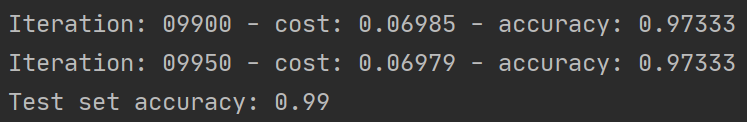 Iteration: 09900 - cost: 0.06985 - accuracy: 0.97333
Iteration: 09950 - cost: 0.06979 - accuracy: 0.97333
Test set accuracy: 0.99